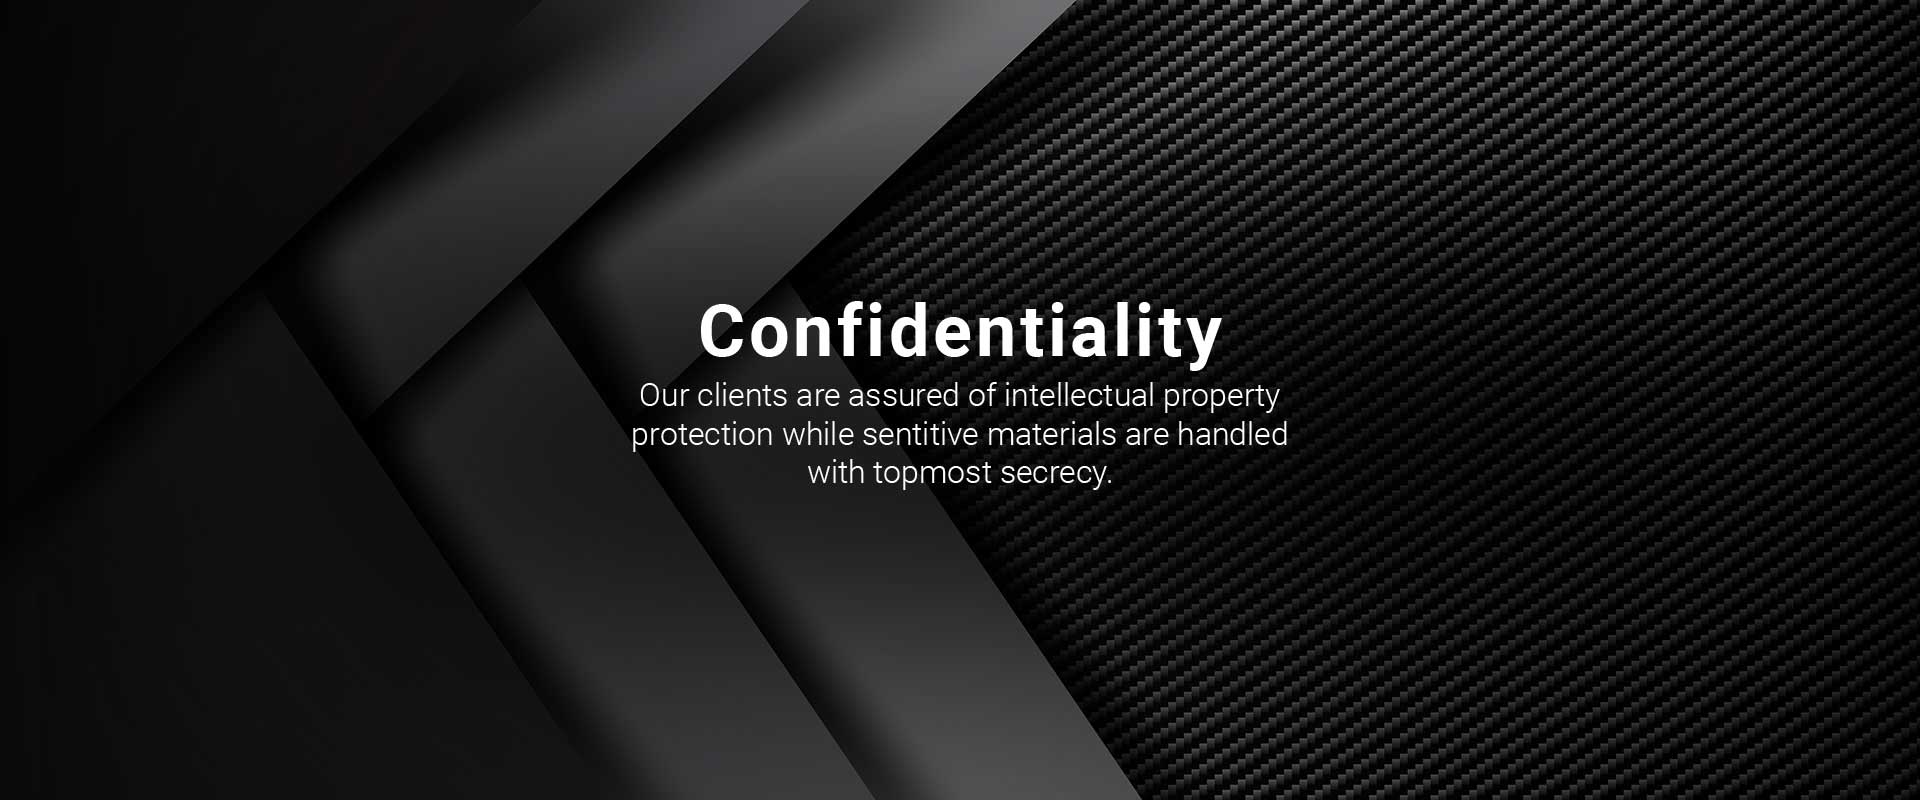 Confidentiality
Our clients are assured of intellectual property
protection while sentitive materials are handled
with topmost secrecy.